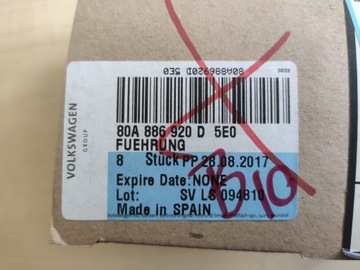 80A886920D 5E0
VOLKSWAGEN
GROUP
80A 886 920 D 5E0
FUEHRUNG
8 Stück PP 28.08.2017
Expire Date: NONE
Lot: SV LS 094810
Made in SPAIN
B10